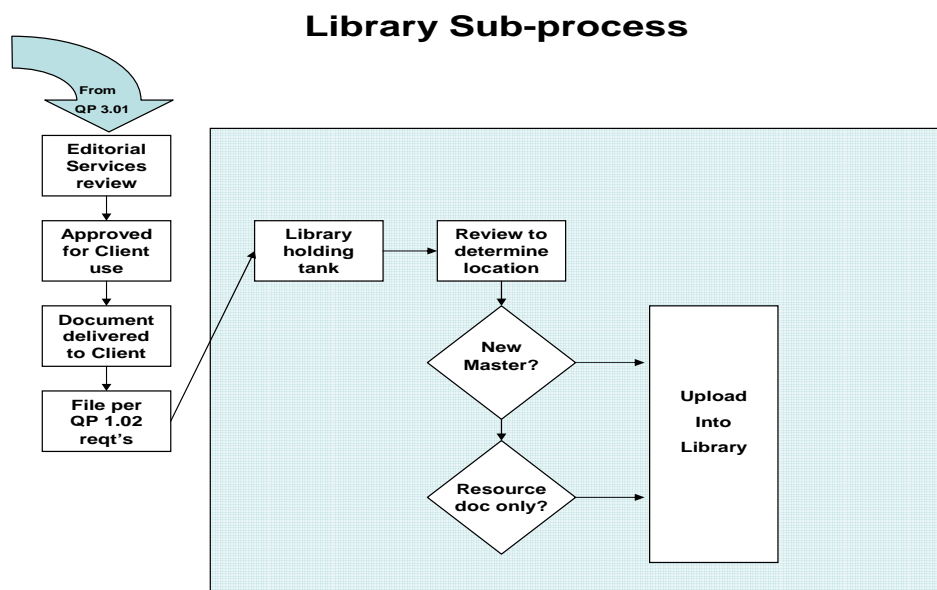 Library Sub-process
From
QP 3.01
Editorial
Services
review
Approved
for Client
use
Document
delivered
to Client
File per
QP 1.02
reqt's
Library
holding
tank
Review to
determine
location
New
Master?
Resource
doc only?
Upload
Into
Library